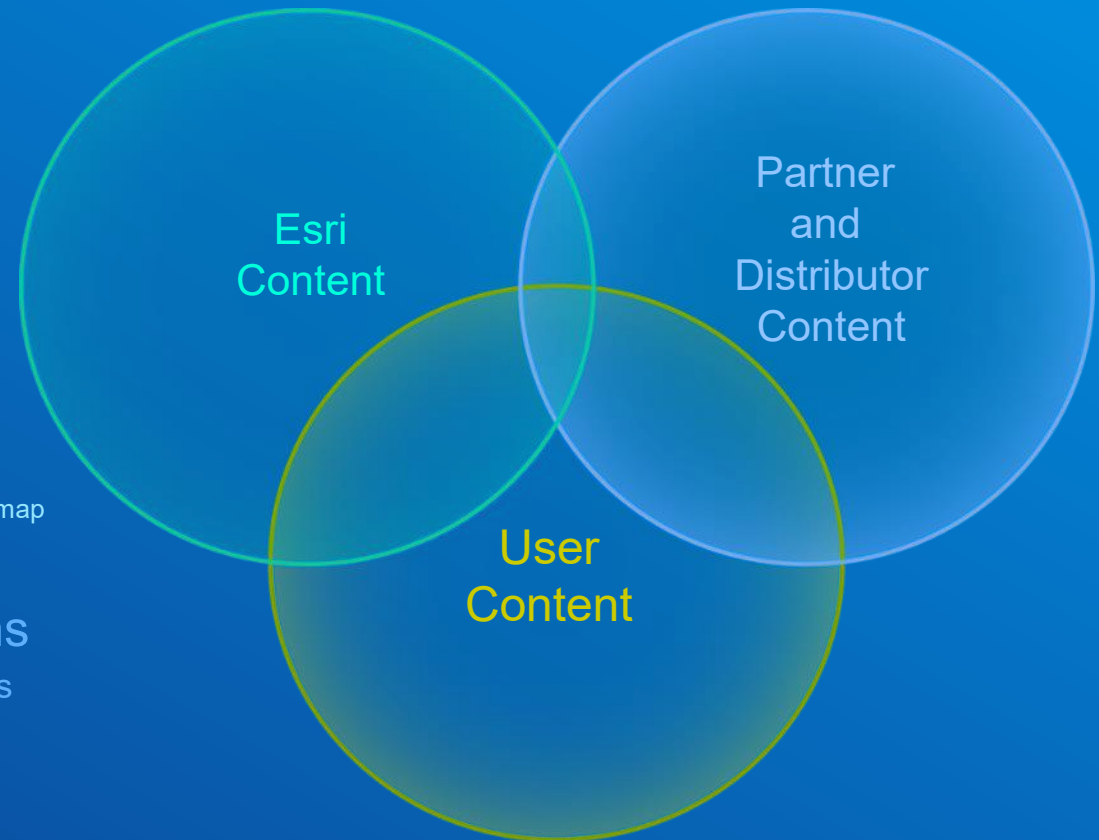 Esri
Content
Partner
and
Distributor
Content
map
User
Content
s